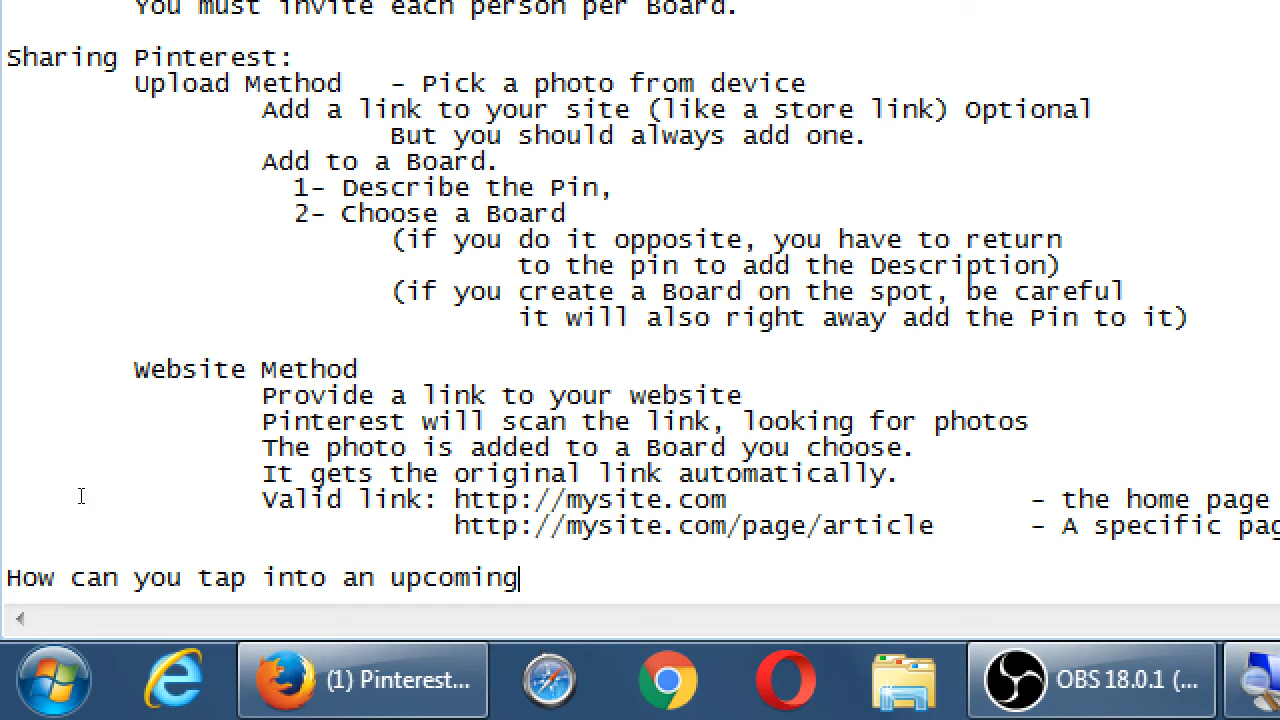 You must invite each person per Board.
Sharing Pinterest:
Upload Method - Pick a photo from device
Add a link to your site (like a store link) Optional
But you should always add one.
Add to a Board.
1- Describe the Pin,
2- Choose a Board
(if you do it opposite, you have to return
to the pin to add the Description)
(if you create a Board on the spot, be careful
it will also right away add the Pin to it)
Website Method
Provide a link to your website
Pinterest will scan the link, looking for photos
The photo is added to a Board you choose.
It gets the original link automatically.
Valid link: http://mysite.com - the home page
http://mysite.com/page/article - A specific pag
How can you tap into an upcoming
(1) Pinterest... OBS 18.0.1 (...